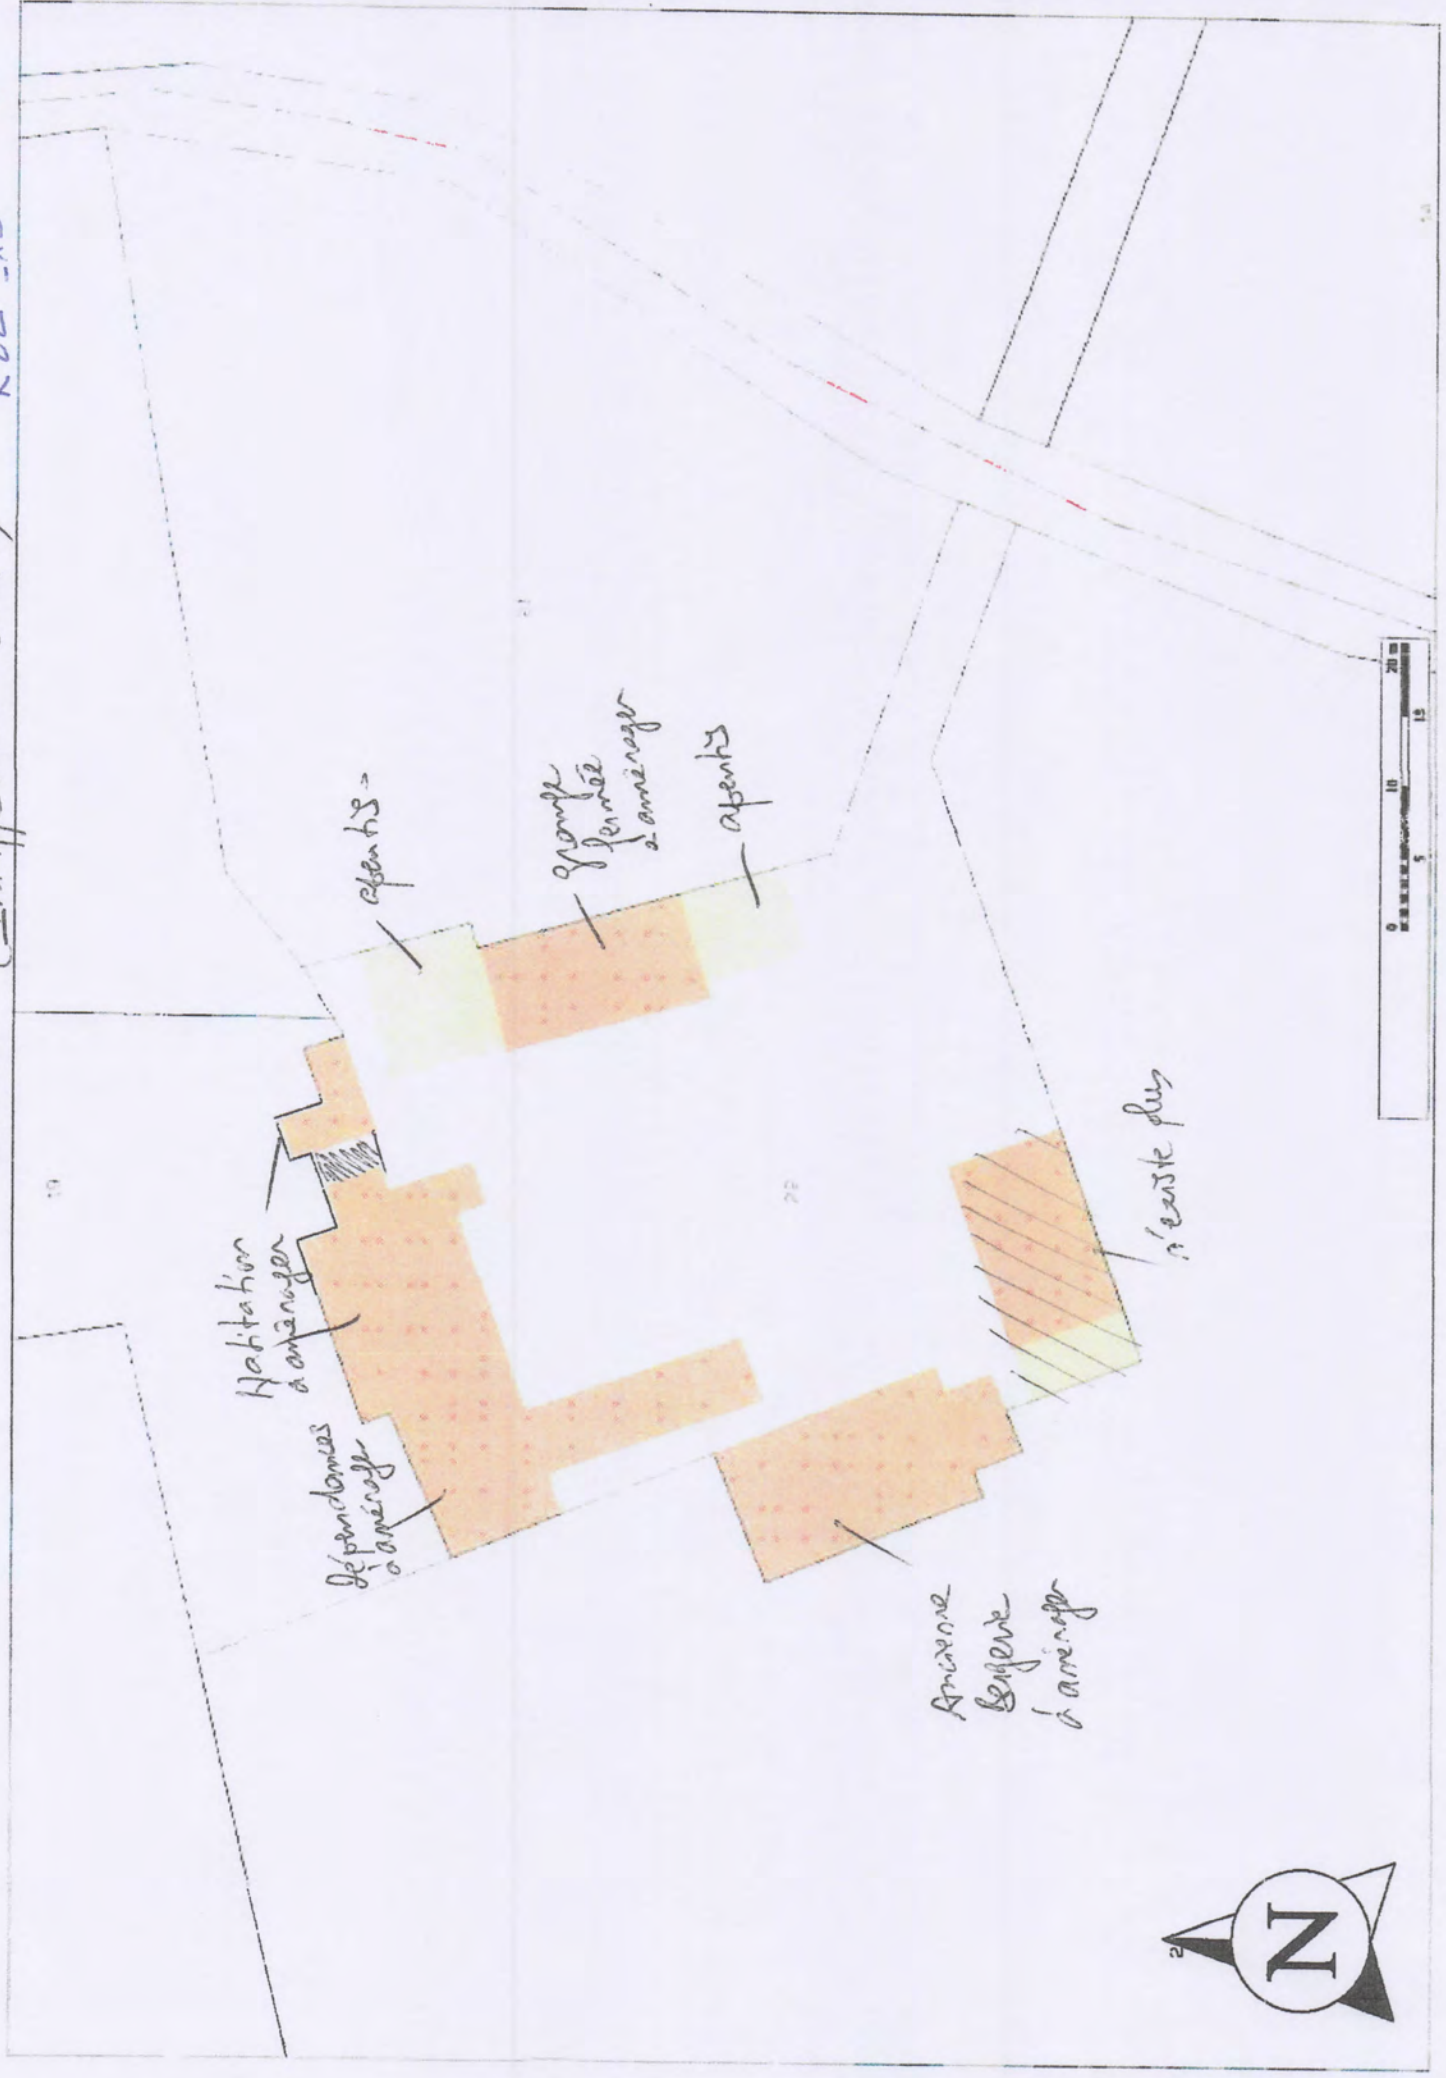 Habitation
à aménager
dépendances
à aménager
apentis
grange
fermée
à aménager
apentis
Ancienne
Bergerie
à aménager
n'existe plus
22
0
5
10
15
20 m
N